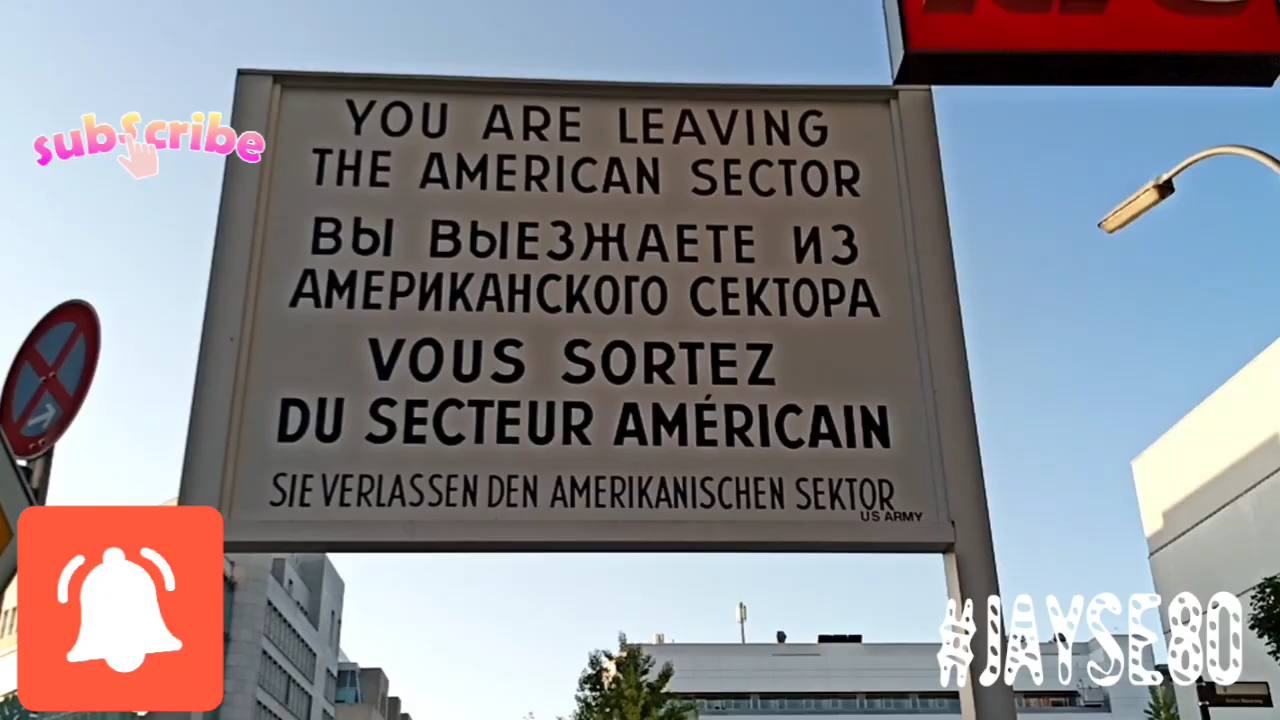 subscribe
YOU ARE LEAVING
THE AMERICAN SECTOR
ВЫ ВЫЕЗЖАЕТЕ ИЗ
АМЕРИКАНСКОГО СЕКТОРА
VOUS SORTEZ
DU SECTEUR AMÉRICAIN
SIE VERLASSEN DEN AMERIKANISCHEN SEKTOR
US ARMY
#JAYSE80